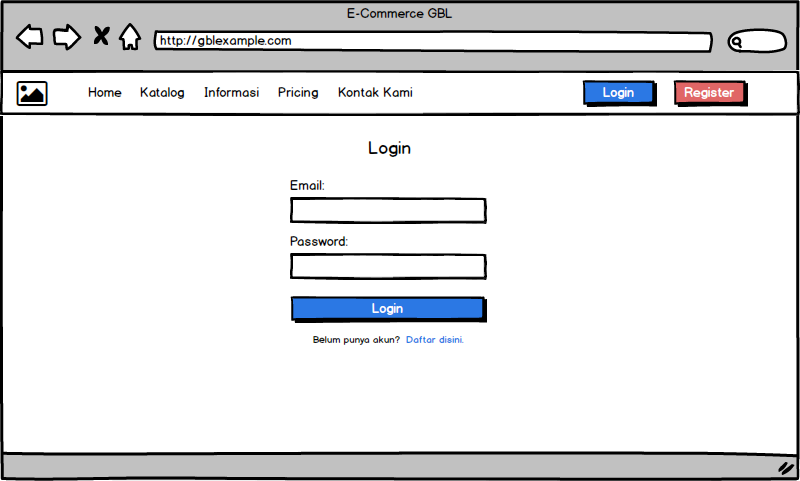 E-Commerce GBL
http://gblexample.com
Home Katalog Informasi Pricing Kontak Kami Login Register
Login
Email:
Password:
Login
Belum punya akun? Daftar disini.